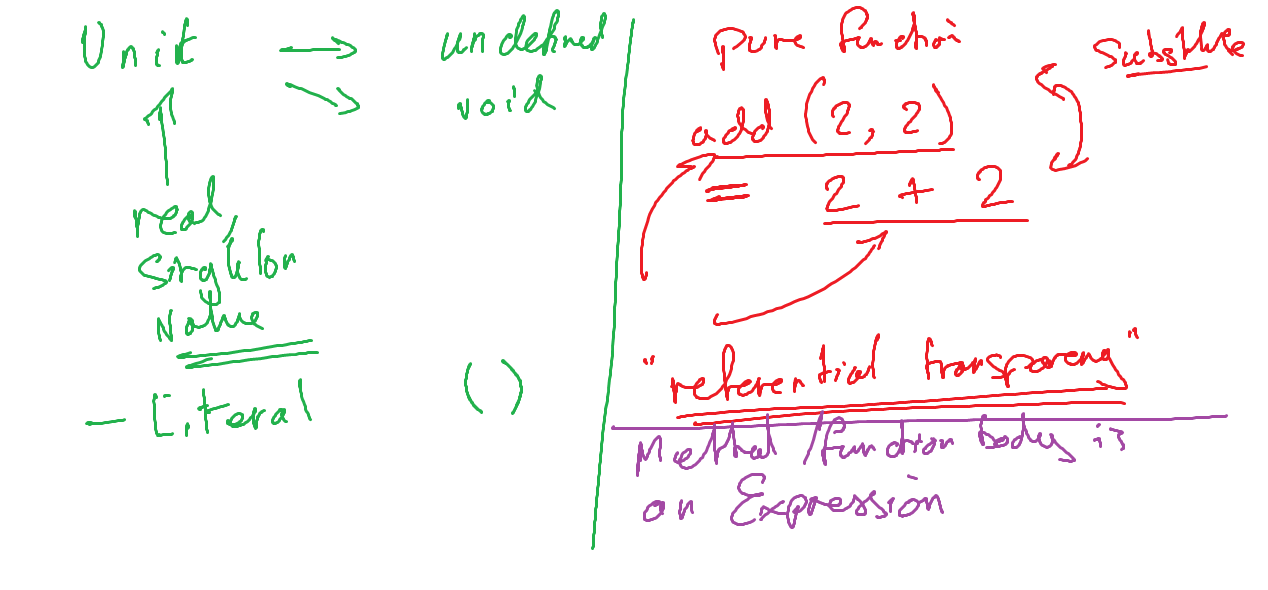 Unit → undefined
void
real,
singleton
value
- Literal ()
pure function
substitute
add (2, 2)
= 2 + 2
"referential transparency"
Method / function body is
an Expression